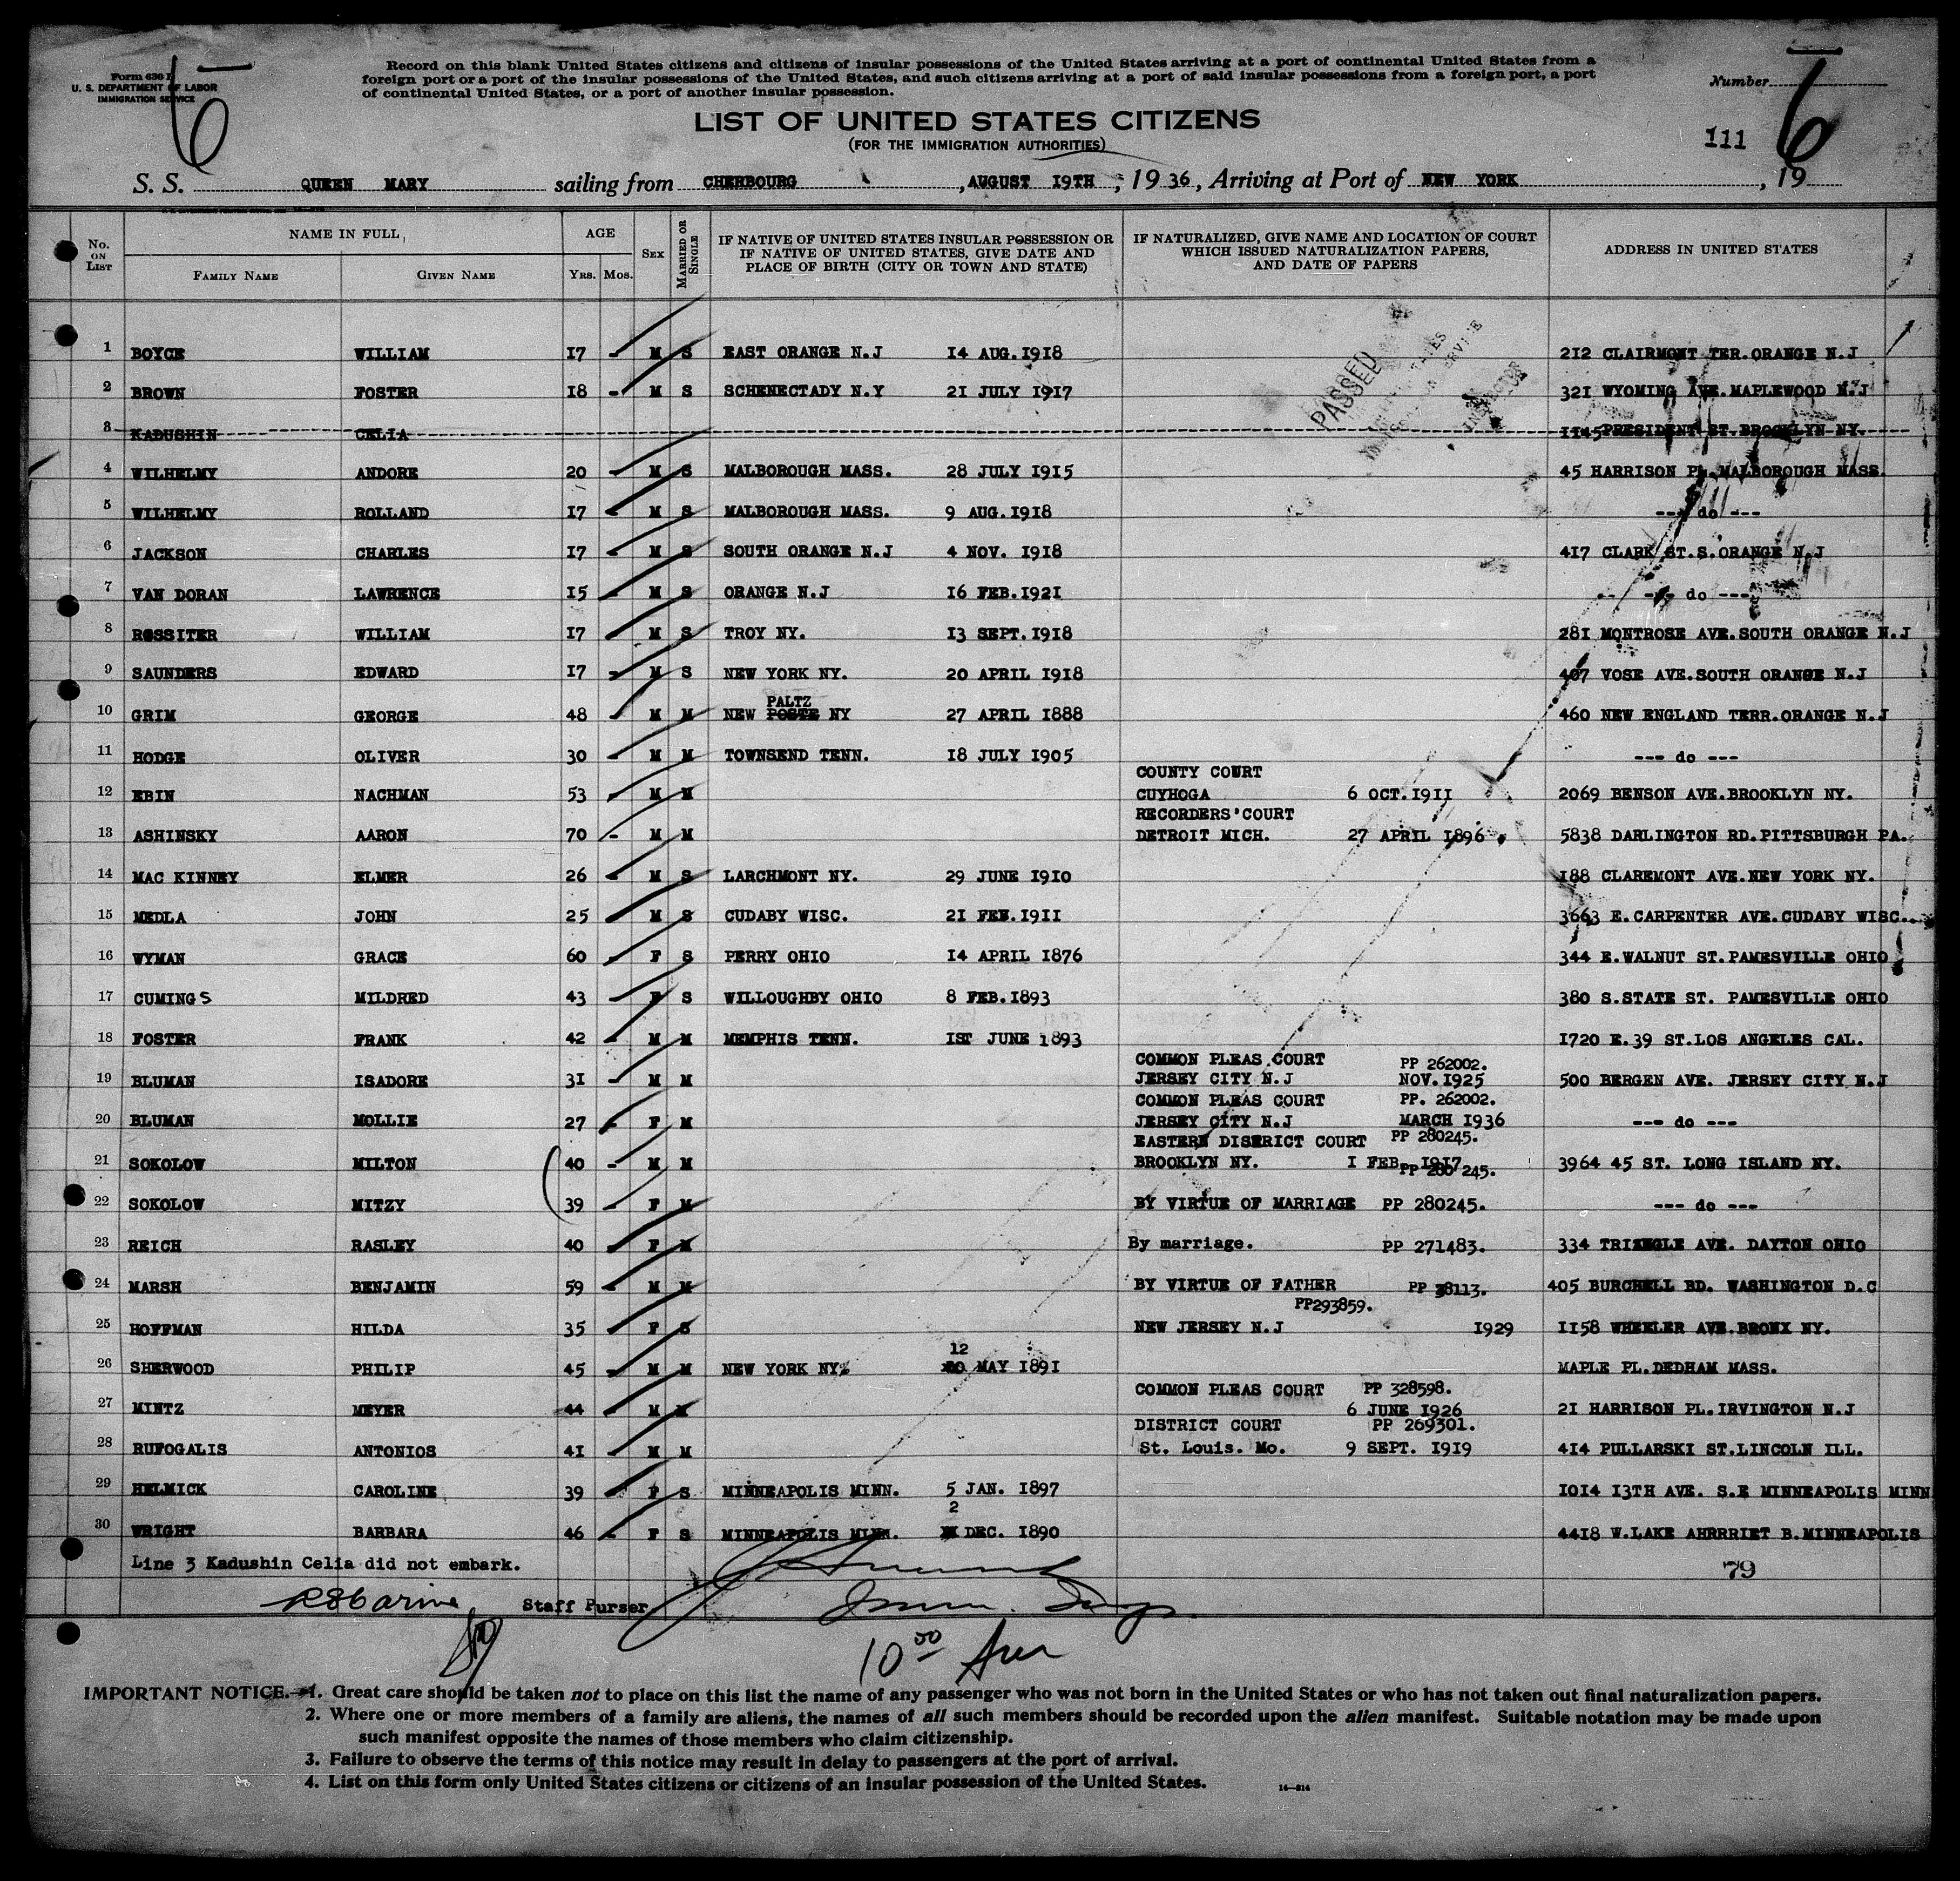 Form 630
U. S. DEPARTMENT OF LABOR
IMMIGRATION SERVICE
6
Record on this blank United States citizens and citizens of insular possessions of the United States arriving at a port of continental United States from a
foreign port or a port of the insular possessions of the United States, and such citizens arriving at a port of said insular possessions from a foreign port, a port
of continental United States, or a port of another insular possession.
Number
6
LIST OF UNITED STATES CITIZENS
(FOR THE IMMIGRATION AUTHORITIES)
111
S. S. QUEEN MARY sailing from CHERBOURG , AUGUST 19TH , 19 36, Arriving at Port of NEW YORK , 19
No. ON LIST NAME IN FULL AGE SEX MARRIED OR SINGLE IF NATIVE OF UNITED STATES INSULAR POSSESSION OR IF NATIVE OF UNITED STATES, GIVE DATE AND PLACE OF BIRTH (CITY OR TOWN AND STATE) IF NATURALIZED, GIVE NAME AND LOCATION OF COURT WHICH ISSUED NATURALIZATION PAPERS, AND DATE OF PAPERS ADDRESS IN UNITED STATES
FAMILY NAME GIVEN NAME YRS. MOS.
PASSED
1 BOYCE WILLIAM 17 - M S EAST ORANGE N.J 14 AUG.1918 212 CLAIRMONT TER.ORANGE N.J
2 BROWN FOSTER 18 - M S SCHENECTADY N.Y 21 JULY 1917 321 WYOMING AVE.MAPLEWOOD N.J
3 KADUSHIN CELIA 1145 PRESIDENT ST.BROOKLYN NY.
4 WILHELMY ANDORE 20 - M S MALBOROUGH MASS. 28 JULY 1915 45 HARRISON PL.MALBOROUGH MASS.
5 WILHELMY ROLLAND 17 - M S MALBOROUGH MASS. 9 AUG.1918 --- do ---
6 JACKSON CHARLES 17 - M S SOUTH ORANGE N.J 4 NOV. 1918 417 CLARK ST.S.ORANGE N.J
7 VAN DORAN LAWRENCE 15 - M S ORANGE N.J 16 FEB.1921 --- do ---
8 ROSSITER WILLIAM 17 - M S TROY NY. 13 SEPT.1918 281 MONTROSE AVE.SOUTH ORANGE N.J
9 SAUNDERS EDWARD 17 - M S NEW YORK NY. 20 APRIL 1918 407 VOSE AVE.SOUTH ORANGE N.J
PALTZ
10 GRIM GEORGE 48 M M NEW POSTE NY 27 APRIL 1888 460 NEW ENGLAND TERR.ORANGE N.J
11 HODGE OLIVER 30 - M M TOWNSEND TENN. 18 JULY 1905 --- do ---
COUNTY COURT
12 EBIN NACHMAN 53 - M M CUYHOGA 6 OCT.1911 2069 BENSON AVE.BROOKLYN NY.
RECORDERS'COURT
13 ASHINSKY AARON 70 - M M DETROIT MICH. 27 APRIL 1896 5838 DARLINGTON RD.PITTSBURGH PA.
14 MAC KINNEY ELMER 26 - M S LARCHMONT NY. 29 JUNE 1910 188 CLAREMONT AVE.NEW YORK NY.
15 MEDLA JOHN 25 - M S CUDABY WISC. 21 FEB.1911 3663 E.CARPENTER AVE.CUDABY WISC.
16 WYMAN GRACE 60 - F S PERRY OHIO 14 APRIL 1876 344 E.WALNUT ST.PAMESVILLE OHIO
17 CUMINGS MILDRED 43 - F S WILLOUGHBY OHIO 8 FEB.1893 380 S.STATE ST. PAMESVILLE OHIO
18 FOSTER FRANK 42 - M M MEMPHIS TENN. 1ST JUNE 1893 1720 E.39 ST.LOS ANGELES CAL.
COMMON PLEAS COURT PP 262002.
19 BLUMAN ISADORE 31 - M M JERSEY CITY N.J NOV.1925 500 BERGEN AVE. JERSEY CITY N.J
COMMON PLEAS COURT PP. 262002.
20 BLUMAN MOLLIE 27 - F M JERSEY CITY N.J MARCH 1936 --- do ---
EASTERN DISTRICT COURT PP 280245.
21 SOKOLOW MILTON 40 - M M BROOKLYN NY. 1 FEB. 1917 3964 45 ST. LONG ISLAND NY.
PP 280 245.
22 SOKOLOW MITZY 39 - F M BY VIRTUE OF MARRIAGE PP 280245. --- do ---
23 REICH RASLEY 40 - F M By marriage. PP 271483. 334 TRIANGLE AVE. DAYTON OHIO
24 MARSH BENJAMIN 59 - M M BY VIRTUE OF FATHER PP 38113. 405 BURCHELL BD. WASHINGTON D.C
PP293859.
25 HOFFMAN HILDA 35 - F S NEW JERSEY N.J 1929 1158 WHEELER AVE.BRONX NY.
12
26 SHERWOOD PHILIP 45 - M M NEW YORK NY. MAY 1891 MAPLE PL.DEDHAM MASS.
COMMON PLEAS COURT PP 328598.
27 MINTZ MEYER 44 - M M 6 JUNE 1926 21 HARRISON PL.IRVINGTON N.J
DISTRICT COURT PP 269301.
28 RUFOGALIS ANTONIOS 41 - M M St. Louis. Mo. 9 SEPT. 1919 414 PULLARSKI ST.LINCOLN ILL.
29 HELMICK CAROLINE 39 - F S MINNEAPOLIS MINN. 5 JAN. 1897 1014 13TH AVE. S.E MINNEAPOLIS MINN
2
30 WRIGHT BARBARA 46 - F S MINNEAPOLIS MINN. DEC. 1890 4418 W.LAKE AHRRRIET B.MINNEAPOLIS
Line 3 Kadushin Celia did not embark.
79
Staff Purser
10 00
IMPORTANT NOTICE.—1. Great care should be taken not to place on this list the name of any passenger who was not born in the United States or who has not taken out final naturalization papers.
2. Where one or more members of a family are aliens, the names of all such members should be recorded upon the alien manifest. Suitable notation may be made upon
such manifest opposite the names of those members who claim citizenship.
3. Failure to observe the terms of this notice may result in delay to passengers at the port of arrival.
4. List on this form only United States citizens or citizens of an insular possession of the United States.
14—814